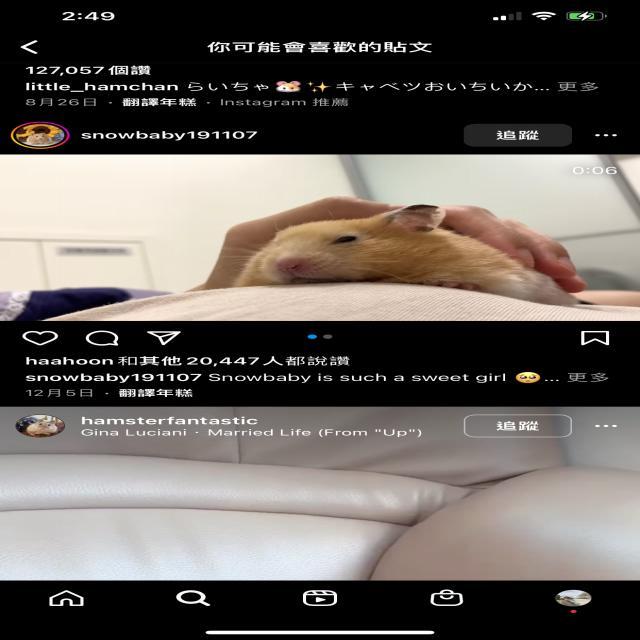 2:49
你可能會喜歡的貼文
127,057 個讚
little_hamchan らいちゃ🐹✨キャベツおいちいか... 更多
8月26日 · 翻譯年糕 · Instagram 推薦
snowbaby191107 追蹤
0:06
haahoon 和其他 20,447 人都說讚
snowbaby191107 Snowbaby is such a sweet girl 🥺... 更多
12月5日 · 翻譯年糕
hamsterfantastic 追蹤
Gina Luciani · Married Life (From "Up")